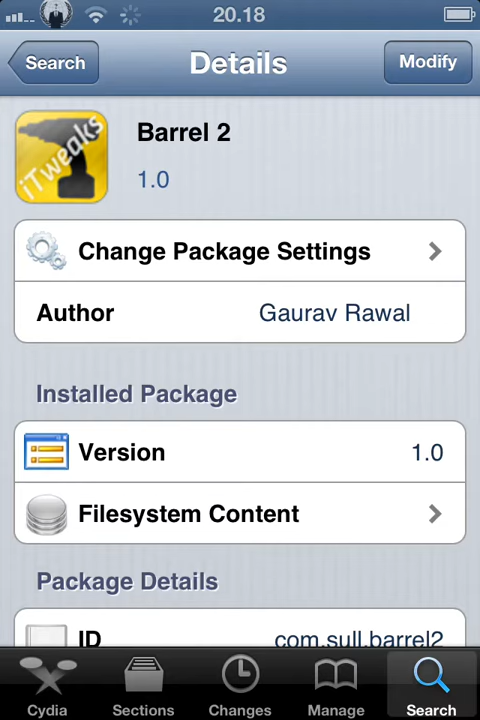 20.18
Search
Details
Modify
iTweaks
Barrel 2
1.0
Change Package Settings
Author Gaurav Rawal
Installed Package
Version 1.0
Filesystem Content
Package Details
ID com.sull.barrel2
Cydia Sections Changes Manage Search